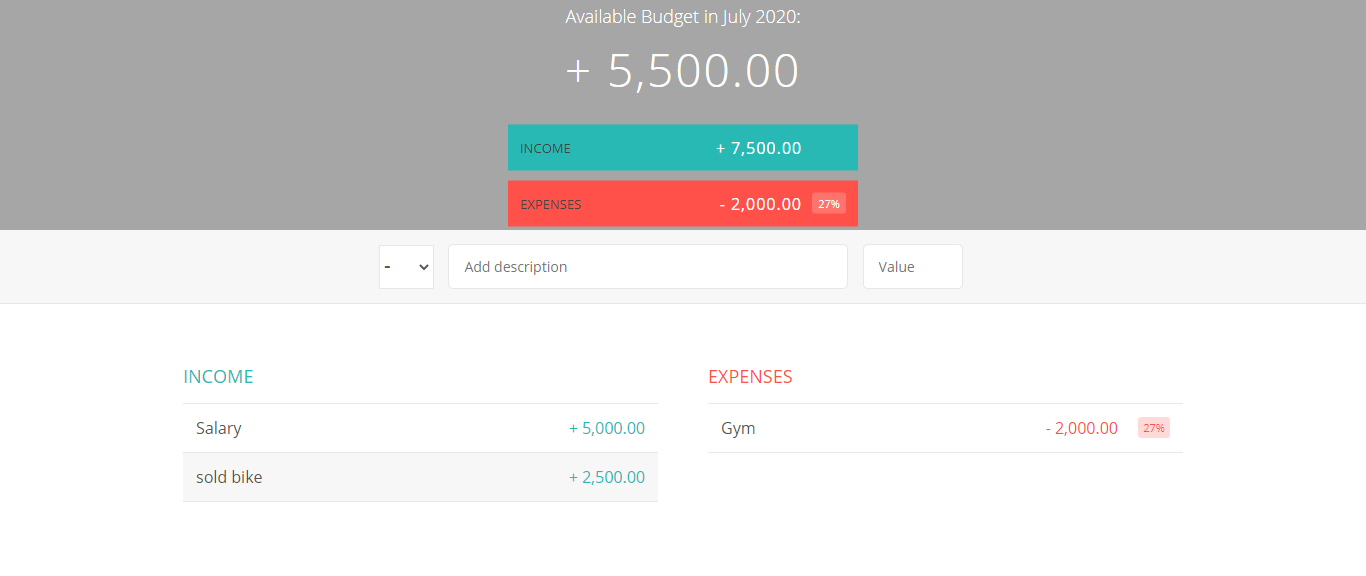 Available Budget in July 2020:
+ 5,500.00
INCOME + 7,500.00
EXPENSES - 2,000.00 27%
- Add description Value
INCOME
Salary + 5,000.00
sold bike + 2,500.00
EXPENSES
Gym - 2,000.00 27%